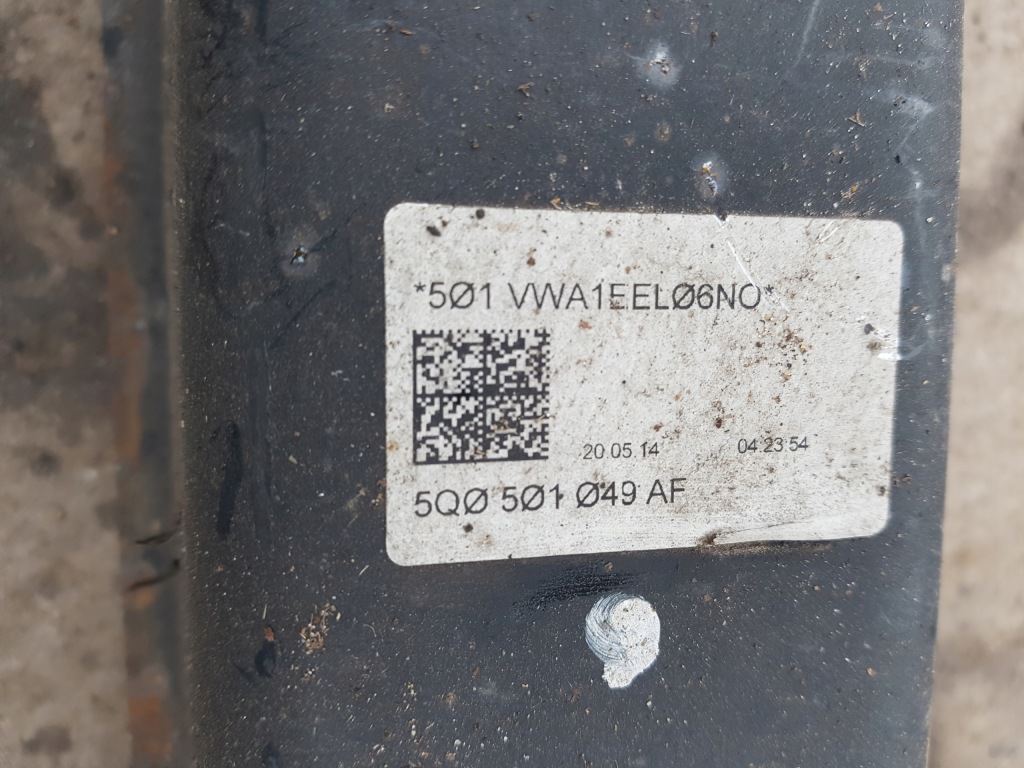 *5Ø1 VWA1EELØ6NO*
20.05.14 04:23:54
5QØ 5Ø1 Ø49 AF